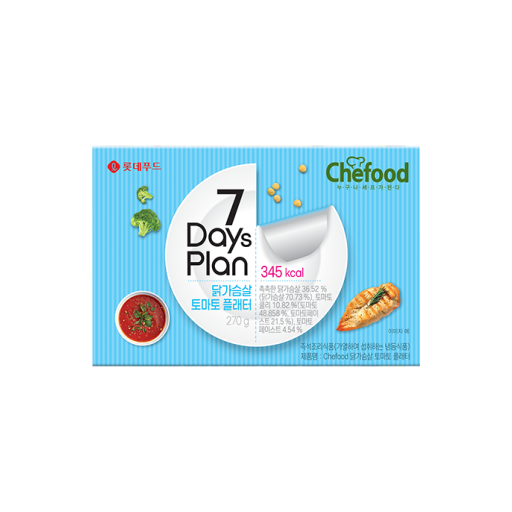 롯데푸드
Chefood
누·구·나·셰·프·가·된·다
7
Days
Plan
닭가슴살
토마토 플래터
270 g
345 kcal
촉촉한 닭가슴살 36.52 %
(닭가슴살 70.73 %), 토마토
퓨리 10.82 %(토마토
48.858 %, 토마토페이
스트 21.5 %), 토마토
페이스트 4.54 %
이미지 예
즉석조리식품(가열하여 섭취하는 냉동식품)
제품명 : Chefood 닭가슴살 토마토 플래터